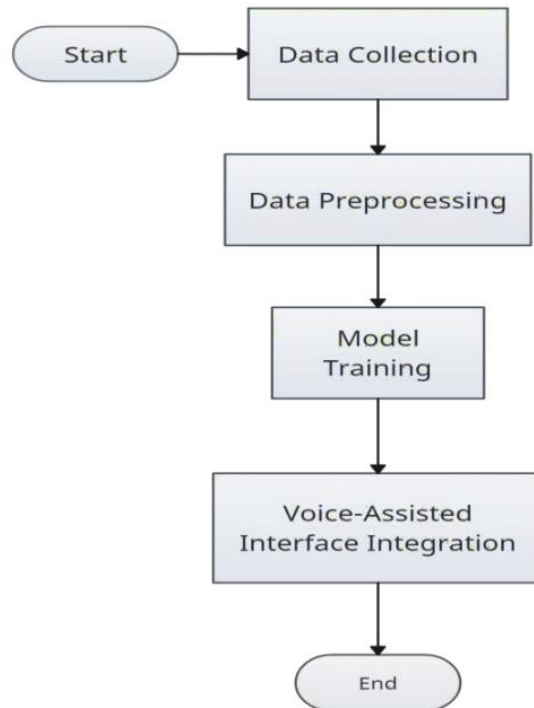 Start
Data Collection
Data Preprocessing
Model
Training
Voice-Assisted
Interface Integration
End